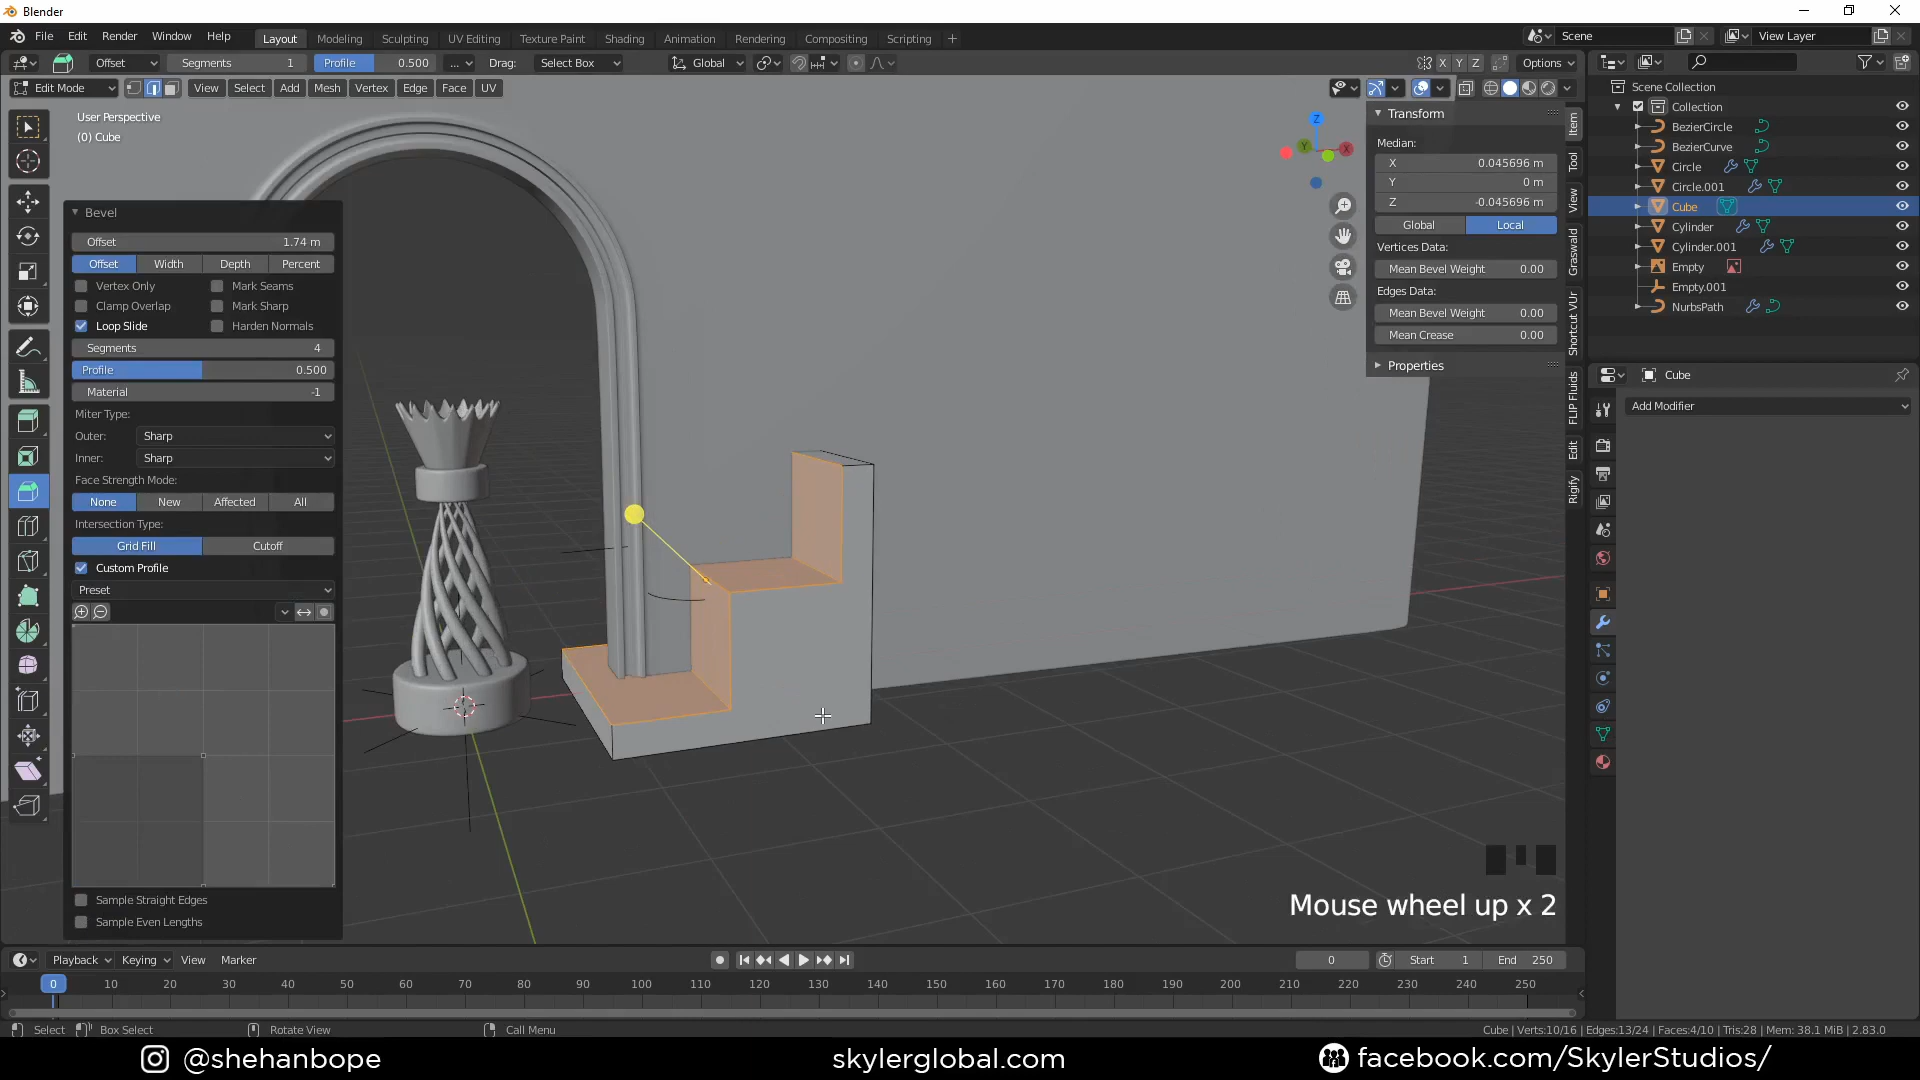 Blender
File Edit Render Window Help
Layout Modeling Sculpting UV Editing Texture Paint Shading Animation Rendering Compositing Scripting +
Scene
View Layer
Offset Segments 1 Profile 0.500 ... Drag: Select Box Global X Y Z Options
Edit Mode View Select Add Mesh Vertex Edge Face UV
User Perspective
(0) Cube
Bevel
Offset 1.74 m
Offset Width Depth Percent
Vertex Only Mark Seams
Clamp Overlap Mark Sharp
Loop Slide Harden Normals
Segments 4
Profile 0.500
Material -1
Miter Type:
Outer: Sharp
Inner: Sharp
Face Strength Mode:
None New Affected All
Intersection Type:
Grid Fill Cutoff
Custom Profile
Preset
Sample Straight Edges
Sample Even Lengths
Z
Y
X
Transform
Median:
X 0.045696 m
Y 0 m
Z -0.045696 m
Global Local
Vertices Data:
Mean Bevel Weight 0.00
Edges Data:
Mean Bevel Weight 0.00
Mean Crease 0.00
Properties
Item
Tool
View
Graswald
Shortcut VUr
FLIP Fluids
Edit
Rigify
Scene Collection
Collection
BezierCircle
BezierCurve
Circle
Circle.001
Cube
Cylinder
Cylinder.001
Empty
Empty.001
NurbsPath
Cube
Add Modifier
Mouse wheel up x 2
Playback Keying View Marker
0 Start 1 End 250
0 10 20 30 40 50 60 70 80 90 100 110 120 130 140 150 160 170 180 190 200 210 220 230 240 250
Select Box Select Rotate View Call Menu
Cube | Verts:10/16 | Edges:13/24 | Faces:4/10 | Tris:28 | Mem: 38.1 MiB | 2.83.0
@shehanbope
skylerglobal.com
facebook.com/SkylerStudios/